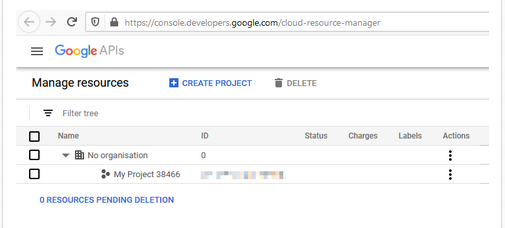 https://console.developers.google.com/cloud-resource-manager
Google APIs
Manage resources CREATE PROJECT DELETE
Filter tree
Name ID Status Charges Labels Actions
No organisation 0
My Project 38466
0 RESOURCES PENDING DELETION